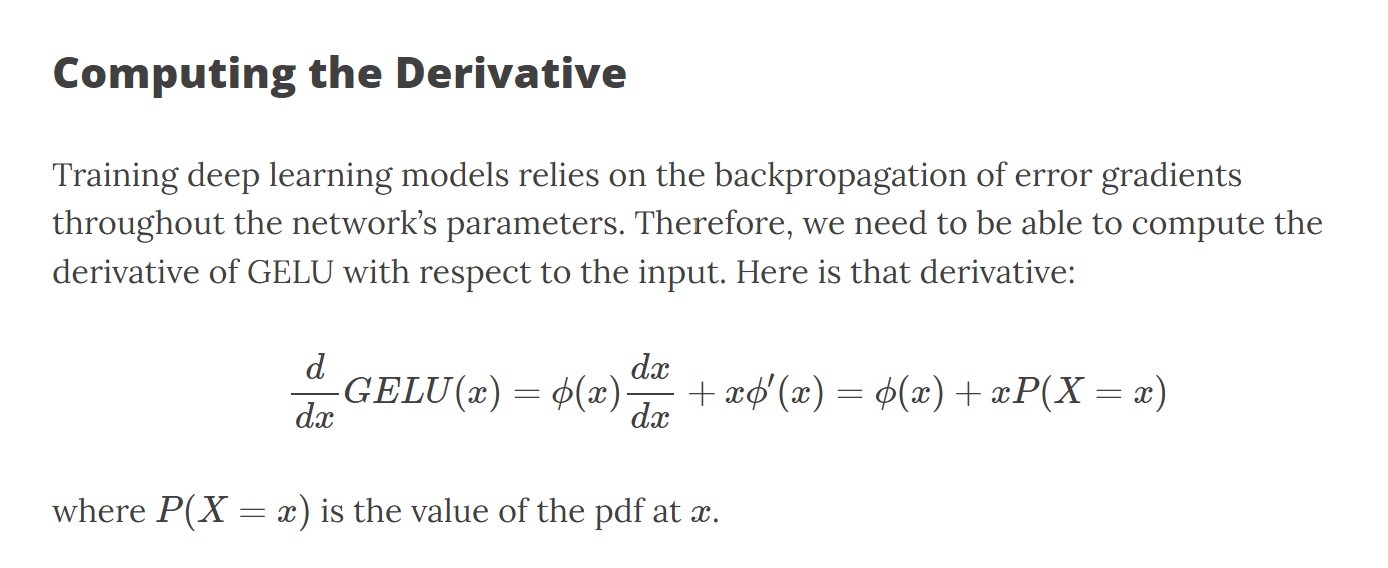 Computing the Derivative
Training deep learning models relies on the backpropagation of error gradients
throughout the network’s parameters. Therefore, we need to be able to compute the
derivative of GELU with respect to the input. Here is that derivative:
\frac{d}{dx}GELU(x) = \phi(x)\frac{dx}{dx} + x\phi'(x) = \phi(x) + xP(X = x)
where P(X = x) is the value of the pdf at x.